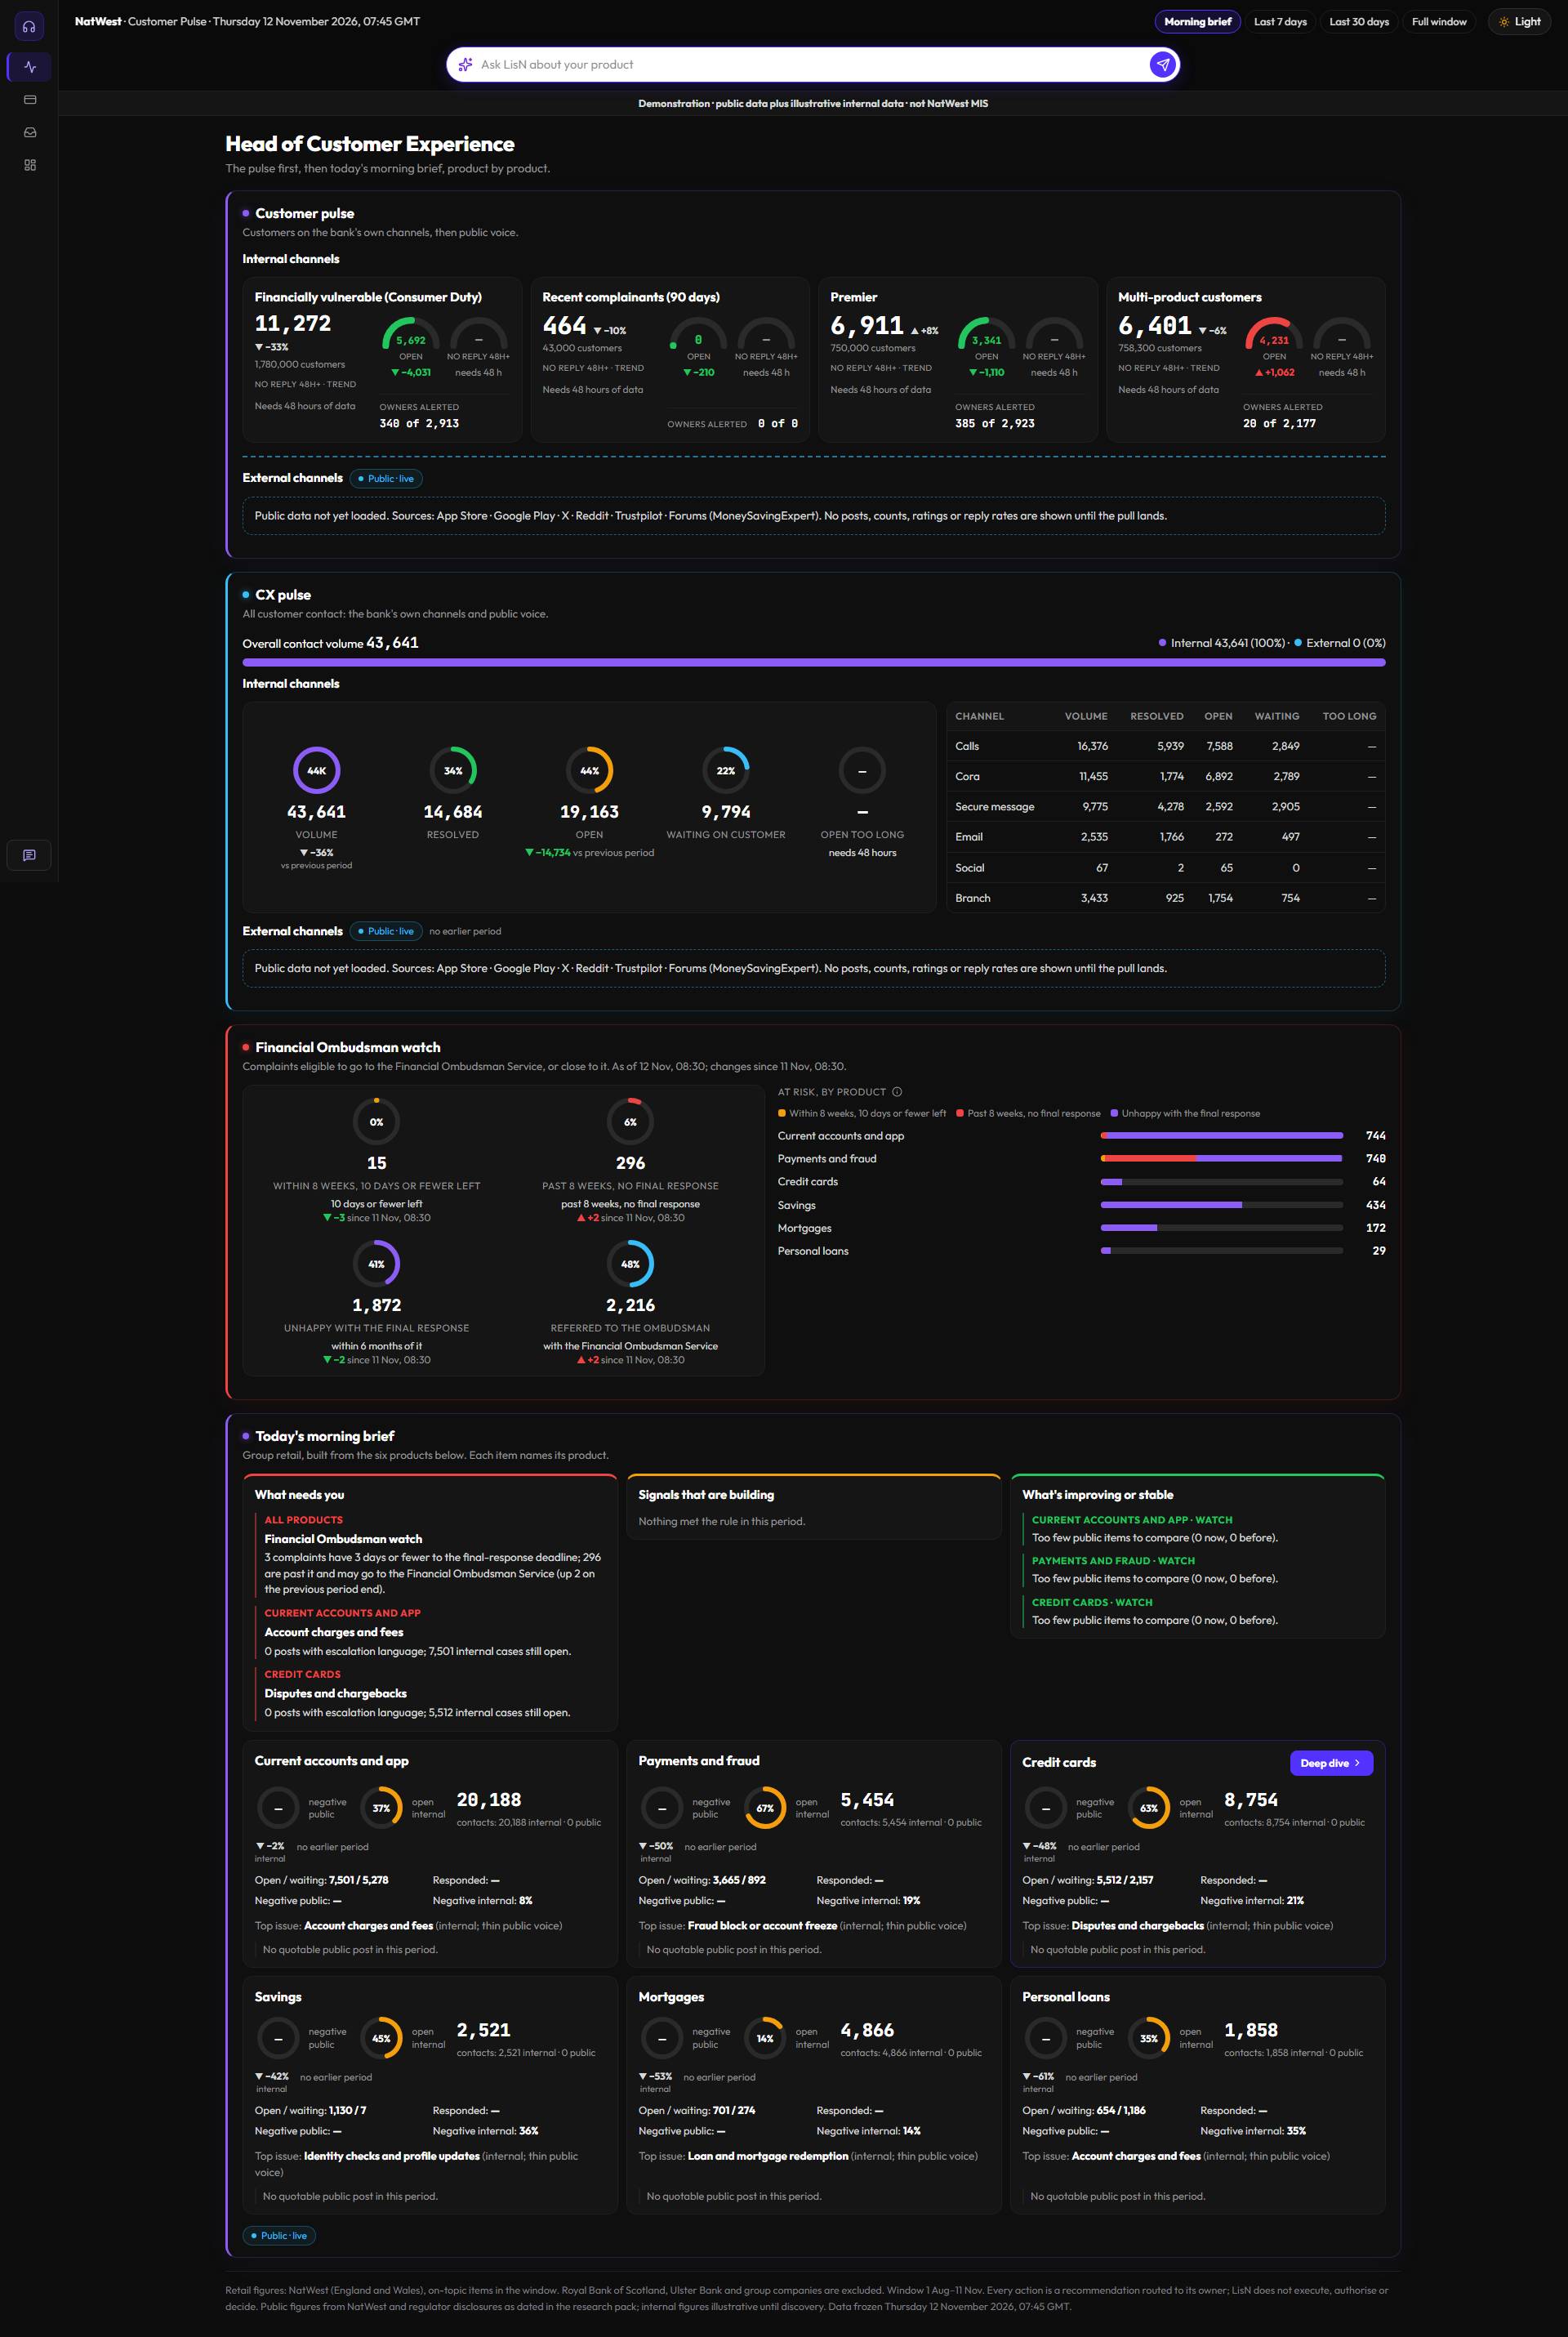 NatWest · Customer Pulse · Thursday 12 November 2026, 07:45 GMT
Morning brief
Last 7 days
Last 30 days
Full window
Light
Ask LisN about your product
Demonstration · public data plus illustrative internal data · not NatWest MIS
Head of Customer Experience
The pulse first, then today's morning brief, product by product.
Customer pulse
Customers on the bank's own channels, then public voice.
Internal channels
Financially vulnerable (Consumer Duty)
11,272
▼ −33%
1,780,000 customers
NO REPLY 48H+ · TREND
Needs 48 hours of data
5,692
OPEN
▼ −4,031
—
NO REPLY 48H+
needs 48 h
OWNERS ALERTED
340 of 2,913
Recent complainants (90 days)
464 ▼ −10%
43,000 customers
NO REPLY 48H+ · TREND
Needs 48 hours of data
0
OPEN
▼ −210
—
NO REPLY 48H+
needs 48 h
OWNERS ALERTED 0 of 0
Premier
6,911 ▲ +8%
750,000 customers
NO REPLY 48H+ · TREND
Needs 48 hours of data
3,341
OPEN
▼ −1,110
—
NO REPLY 48H+
needs 48 h
OWNERS ALERTED
385 of 2,923
Multi-product customers
6,401 ▼ −6%
758,300 customers
NO REPLY 48H+ · TREND
Needs 48 hours of data
4,231
OPEN
▲ +1,062
—
NO REPLY 48H+
needs 48 h
OWNERS ALERTED
20 of 2,177
External channels Public · live
Public data not yet loaded. Sources: App Store · Google Play · X · Reddit · Trustpilot · Forums (MoneySavingExpert). No posts, counts, ratings or reply rates are shown until the pull lands.
CX pulse
All customer contact: the bank's own channels and public voice.
Overall contact volume 43,641
Internal 43,641 (100%) · External 0 (0%)
Internal channels
44K
43,641
VOLUME
▼ −36%
vs previous period
34%
14,684
RESOLVED
44%
19,163
OPEN
▼ −14,734 vs previous period
22%
9,794
WAITING ON CUSTOMER
—
—
OPEN TOO LONG
needs 48 hours
CHANNEL VOLUME RESOLVED OPEN WAITING TOO LONG
Calls 16,376 5,939 7,588 2,849 —
Cora 11,455 1,774 6,892 2,789 —
Secure message 9,775 4,278 2,592 2,905 —
Email 2,535 1,766 272 497 —
Social 67 2 65 0 —
Branch 3,433 925 1,754 754 —
External channels Public · live no earlier period
Public data not yet loaded. Sources: App Store · Google Play · X · Reddit · Trustpilot · Forums (MoneySavingExpert). No posts, counts, ratings or reply rates are shown until the pull lands.
Financial Ombudsman watch
Complaints eligible to go to the Financial Ombudsman Service, or close to it. As of 12 Nov, 08:30; changes since 11 Nov, 08:30.
0%
15
WITHIN 8 WEEKS, 10 DAYS OR FEWER LEFT
10 days or fewer left
▼ −3 since 11 Nov, 08:30
6%
296
PAST 8 WEEKS, NO FINAL RESPONSE
past 8 weeks, no final response
▲ +2 since 11 Nov, 08:30
41%
1,872
UNHAPPY WITH THE FINAL RESPONSE
within 6 months of it
▼ −2 since 11 Nov, 08:30
48%
2,216
REFERRED TO THE OMBUDSMAN
with the Financial Ombudsman Service
▲ +2 since 11 Nov, 08:30
AT RISK, BY PRODUCT
Within 8 weeks, 10 days or fewer left Past 8 weeks, no final response Unhappy with the final response
Current accounts and app 744
Payments and fraud 740
Credit cards 64
Savings 434
Mortgages 172
Personal loans 29
Today's morning brief
Group retail, built from the six products below. Each item names its product.
What needs you
ALL PRODUCTS
Financial Ombudsman watch
3 complaints have 3 days or fewer to the final-response deadline; 296
are past it and may go to the Financial Ombudsman Service (up 2 on
the previous period end).
CURRENT ACCOUNTS AND APP
Account charges and fees
0 posts with escalation language; 7,501 internal cases still open.
CREDIT CARDS
Disputes and chargebacks
0 posts with escalation language; 5,512 internal cases still open.
Signals that are building
Nothing met the rule in this period.
What's improving or stable
CURRENT ACCOUNTS AND APP · WATCH
Too few public items to compare (0 now, 0 before).
PAYMENTS AND FRAUD · WATCH
Too few public items to compare (0 now, 0 before).
CREDIT CARDS · WATCH
Too few public items to compare (0 now, 0 before).
Current accounts and app
—
negative
public
37%
open
internal
20,188
contacts: 20,188 internal · 0 public
▼ −2%
internal
no earlier period
Open / waiting: 7,501 / 5,278
Responded: —
Negative public: —
Negative internal: 8%
Top issue: Account charges and fees (internal; thin public voice)
No quotable public post in this period.
Payments and fraud
—
negative
public
67%
open
internal
5,454
contacts: 5,454 internal · 0 public
▼ −50%
internal
no earlier period
Open / waiting: 3,665 / 892
Responded: —
Negative public: —
Negative internal: 19%
Top issue: Fraud block or account freeze (internal; thin public voice)
No quotable public post in this period.
Credit cards
Deep dive
—
negative
public
63%
open
internal
8,754
contacts: 8,754 internal · 0 public
▼ −48%
internal
no earlier period
Open / waiting: 5,512 / 2,157
Responded: —
Negative public: —
Negative internal: 21%
Top issue: Disputes and chargebacks (internal; thin public voice)
No quotable public post in this period.
Savings
—
negative
public
45%
open
internal
2,521
contacts: 2,521 internal · 0 public
▼ −42%
internal
no earlier period
Open / waiting: 1,130 / 7
Responded: —
Negative public: —
Negative internal: 36%
Top issue: Identity checks and profile updates (internal; thin public
voice)
No quotable public post in this period.
Mortgages
—
negative
public
14%
open
internal
4,866
contacts: 4,866 internal · 0 public
▼ −53%
internal
no earlier period
Open / waiting: 701 / 274
Responded: —
Negative public: —
Negative internal: 14%
Top issue: Loan and mortgage redemption (internal; thin public voice)
No quotable public post in this period.
Personal loans
—
negative
public
35%
open
internal
1,858
contacts: 1,858 internal · 0 public
▼ −61%
internal
no earlier period
Open / waiting: 654 / 1,186
Responded: —
Negative public: —
Negative internal: 35%
Top issue: Account charges and fees (internal; thin public voice)
No quotable public post in this period.
Public · live
Retail figures: NatWest (England and Wales), on-topic items in the window. Royal Bank of Scotland, Ulster Bank and group companies are excluded. Window 1 Aug–11 Nov. Every action is a recommendation routed to its owner; LisN does not execute, authorise or
decide. Public figures from NatWest and regulator disclosures as dated in the research pack; internal figures illustrative until discovery. Data frozen Thursday 12 November 2026, 07:45 GMT.